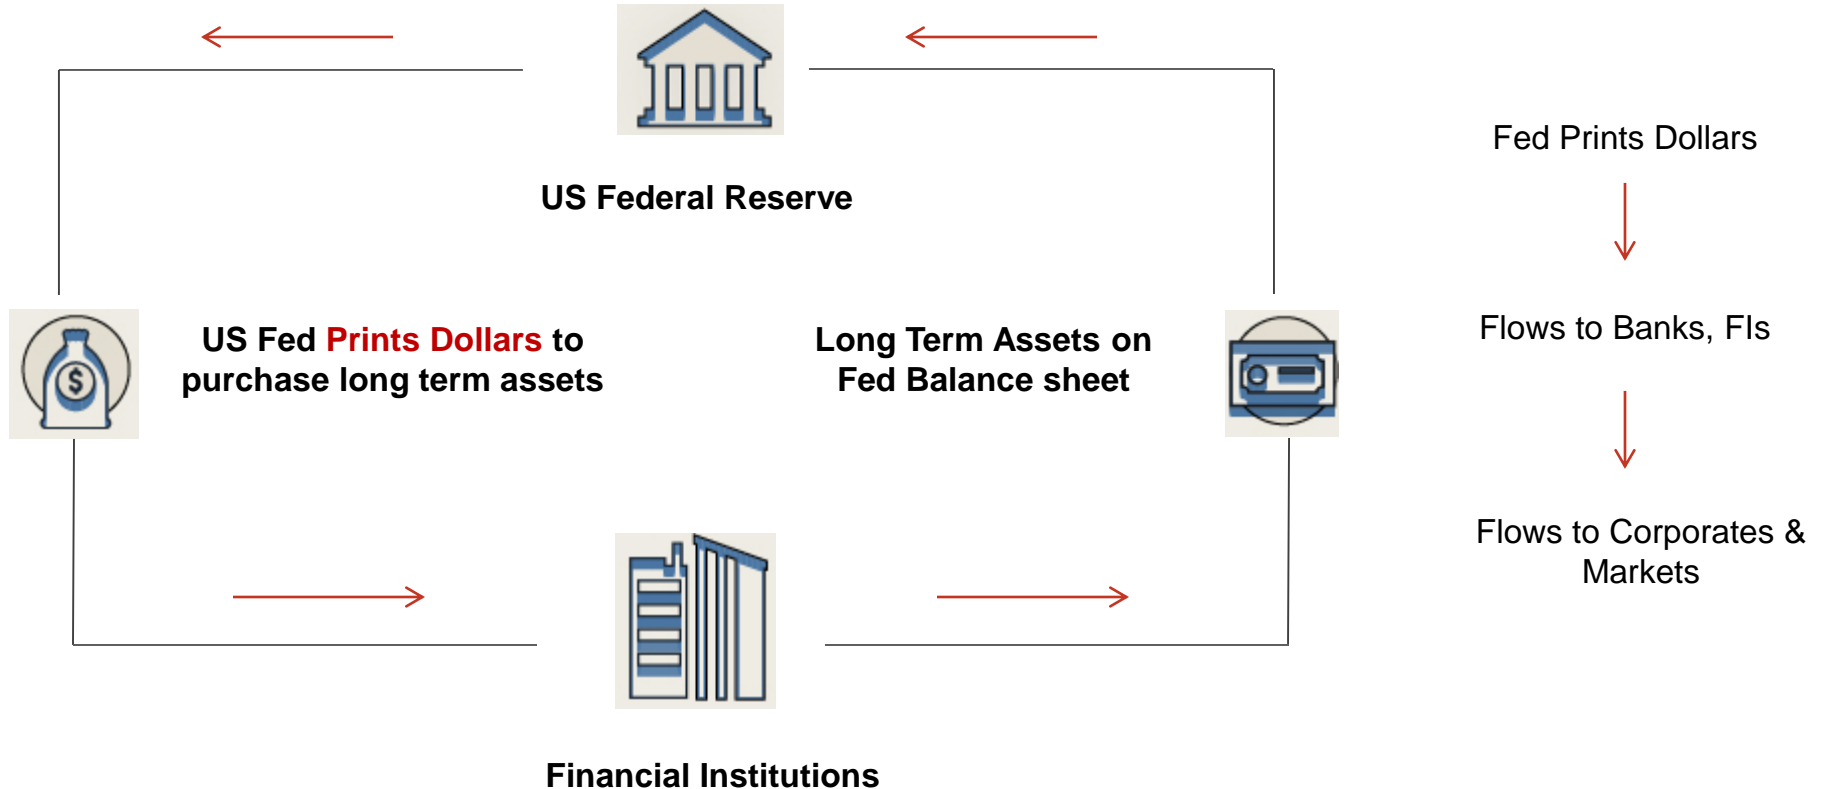 US Federal Reserve
US Fed Prints Dollars to
purchase long term assets
Long Term Assets on
Fed Balance sheet
$
Financial Institutions
Fed Prints Dollars
Flows to Banks, FIs
Flows to Corporates &
Markets